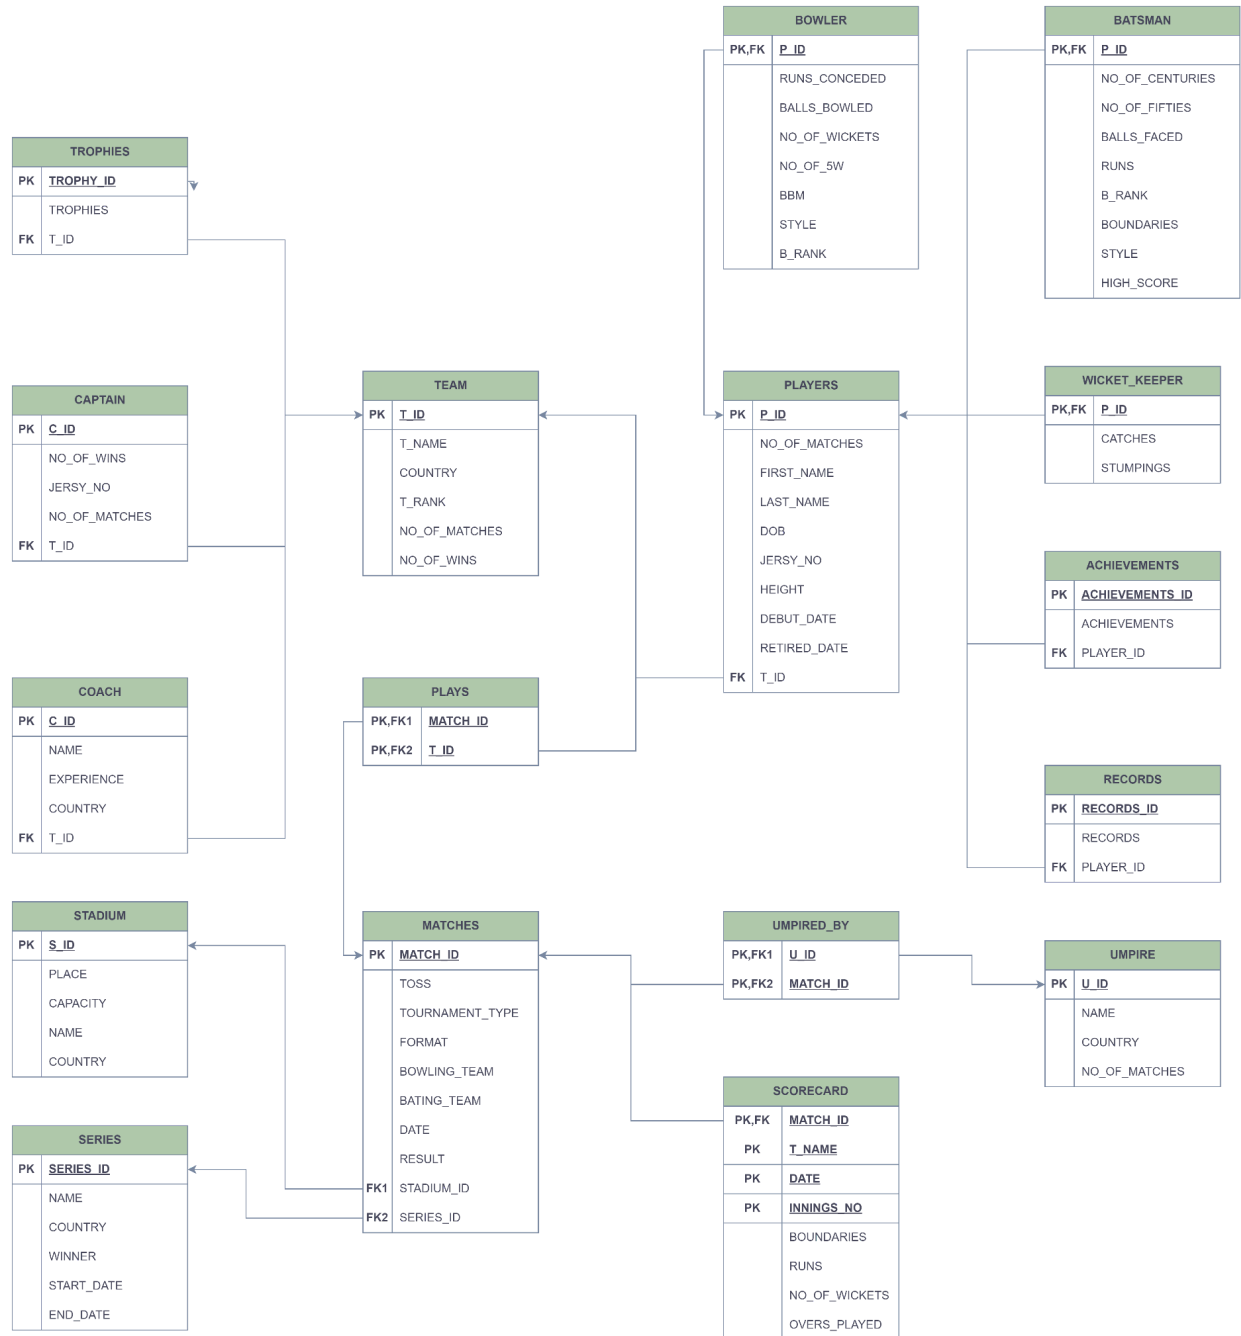 BOWLER
PK,FK P_ID
RUNS_CONCEDED
BALLS_BOWLED
NO_OF_WICKETS
NO_OF_5W
BBM
STYLE
B_RANK
BATSMAN
PK,FK P_ID
NO_OF_CENTURIES
NO_OF_FIFTIES
BALLS_FACED
RUNS
B_RANK
BOUNDARIES
STYLE
HIGH_SCORE
TROPHIES
PK TROPHY_ID
TROPHIES
FK T_ID
CAPTAIN
PK C_ID
NO_OF_WINS
JERSY_NO
NO_OF_MATCHES
FK T_ID
TEAM
PK T_ID
T_NAME
COUNTRY
T_RANK
NO_OF_MATCHES
NO_OF_WINS
PLAYERS
PK P_ID
NO_OF_MATCHES
FIRST_NAME
LAST_NAME
DOB
JERSY_NO
HEIGHT
DEBUT_DATE
RETIRED_DATE
FK T_ID
WICKET_KEEPER
PK,FK P_ID
CATCHES
STUMPINGS
ACHIEVEMENTS
PK ACHIEVEMENTS_ID
ACHIEVEMENTS
FK PLAYER_ID
COACH
PK C_ID
NAME
EXPERIENCE
COUNTRY
FK T_ID
PLAYS
PK,FK1 MATCH_ID
PK,FK2 T_ID
RECORDS
PK RECORDS_ID
RECORDS
FK PLAYER_ID
STADIUM
PK S_ID
PLACE
CAPACITY
NAME
COUNTRY
MATCHES
PK MATCH_ID
TOSS
TOURNAMENT_TYPE
FORMAT
BOWLING_TEAM
BATING_TEAM
DATE
RESULT
FK1 STADIUM_ID
FK2 SERIES_ID
UMPIRED_BY
PK,FK1 U_ID
PK,FK2 MATCH_ID
UMPIRE
PK U_ID
NAME
COUNTRY
NO_OF_MATCHES
SERIES
PK SERIES_ID
NAME
COUNTRY
WINNER
START_DATE
END_DATE
SCORECARD
PK,FK MATCH_ID
PK T_NAME
PK DATE
PK INNINGS_NO
BOUNDARIES
RUNS
NO_OF_WICKETS
OVERS_PLAYED